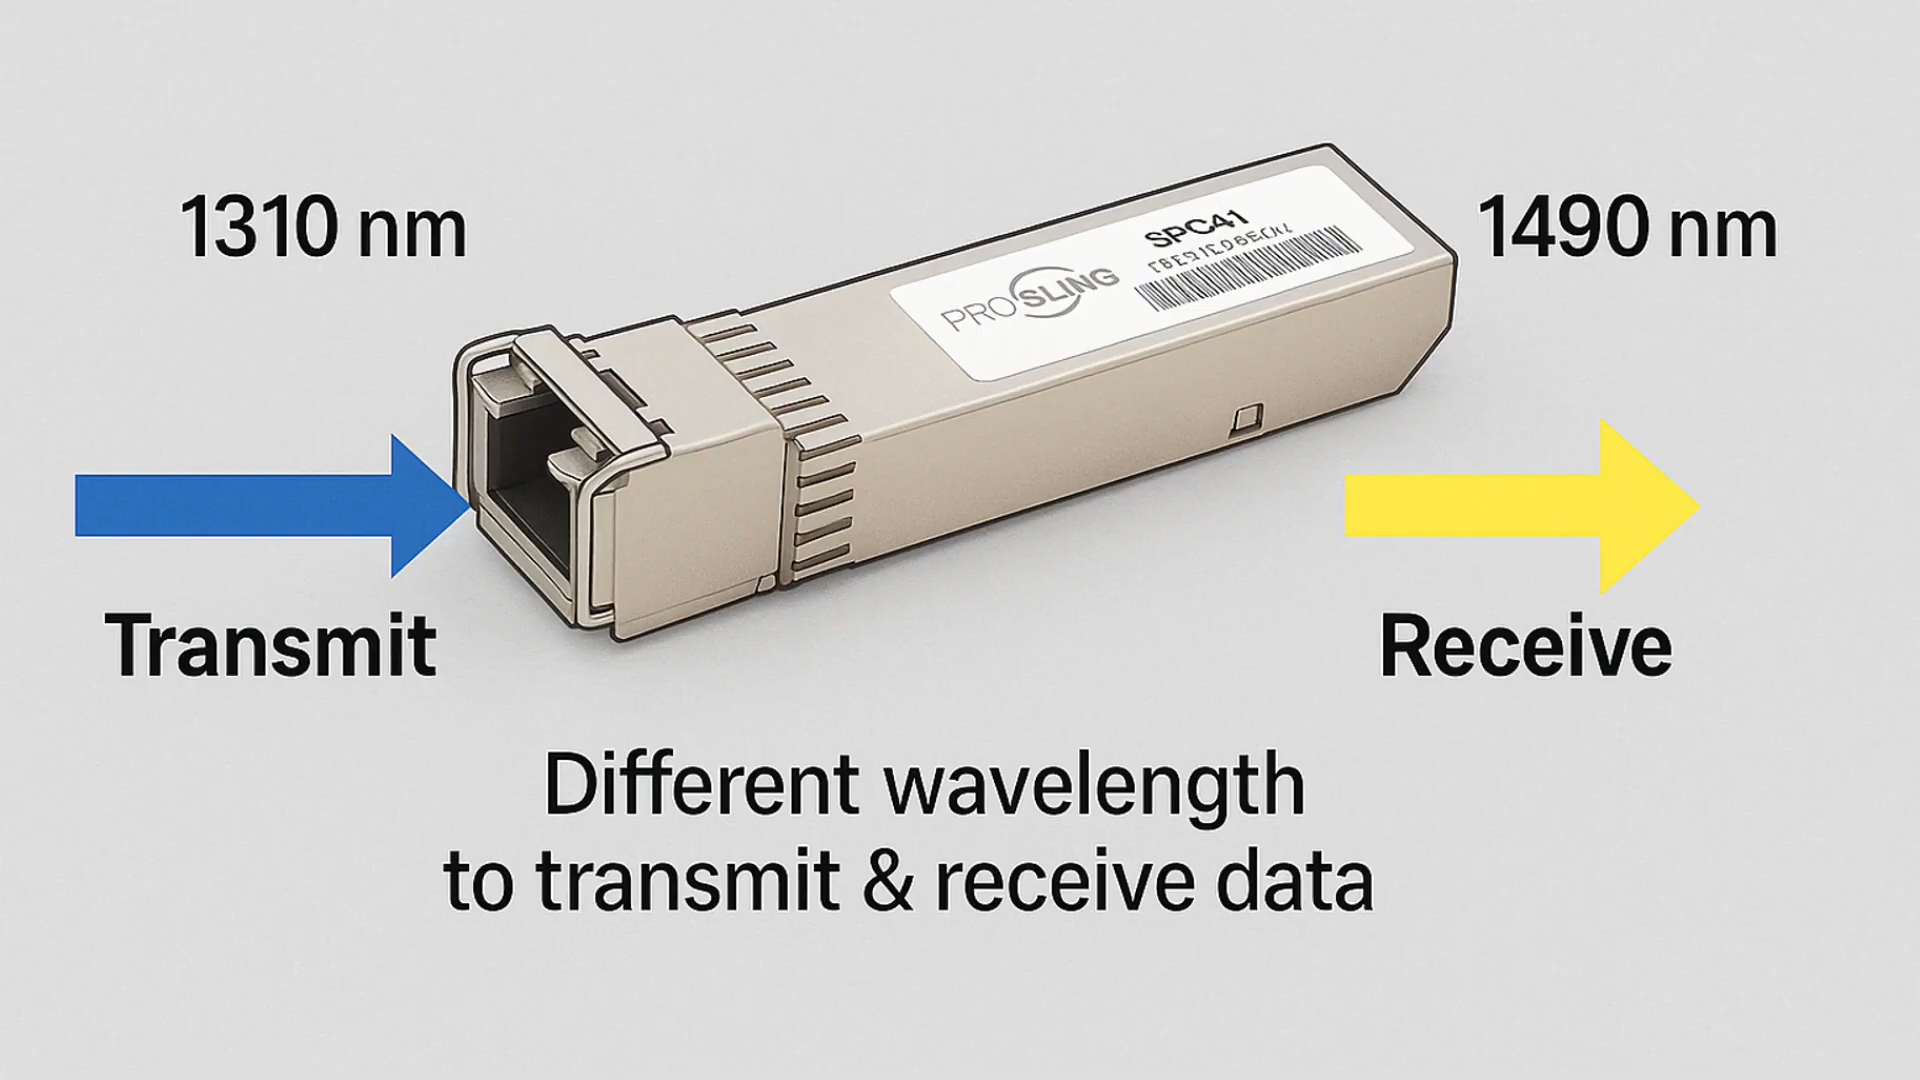 1310 nm
1490 nm
SPC41
PROSLING
Transmit
Receive
Different wavelength
to transmit & receive data